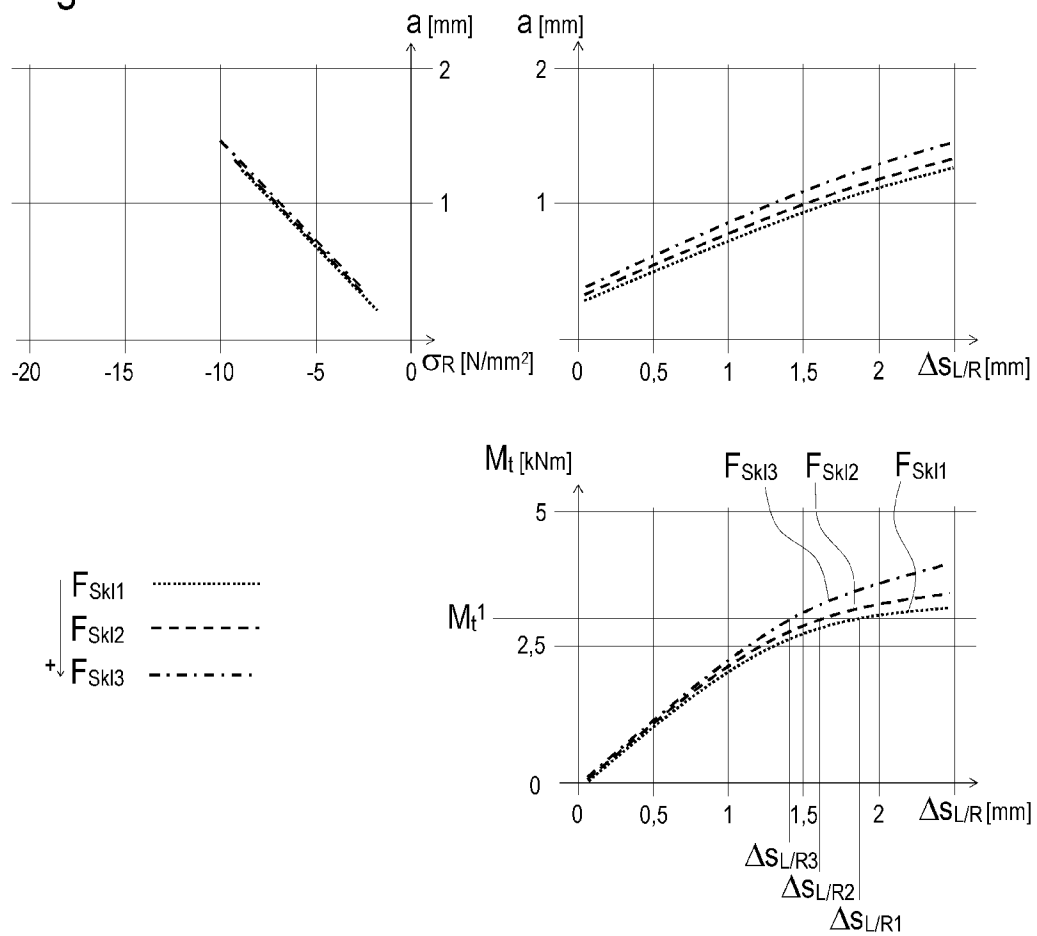 a [mm]
a [mm]
2
2
1
1
-20 -15 -10 -5 0 σR [N/mm²]
0 0,5 1 1,5 2 ΔsL/R [mm]
Mt [kNm]
FSkl3 FSkl2 FSkl1
5
Mt¹
2,5
0
FSkl1
FSkl2
+ FSkl3
0 0,5 1 1,5 2 ΔsL/R [mm]
ΔsL/R3
ΔsL/R2
ΔsL/R1